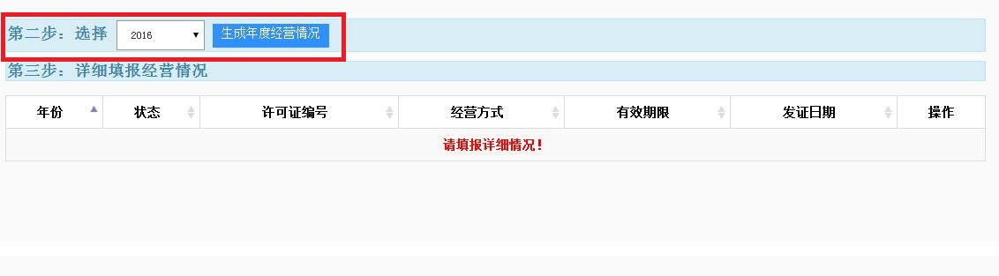 第二步：选择 2016 生成年度经营情况
第三步：详细填报经营情况
年份 状态 许可证编号 经营方式 有效期限 发证日期 操作
请填报详细情况！